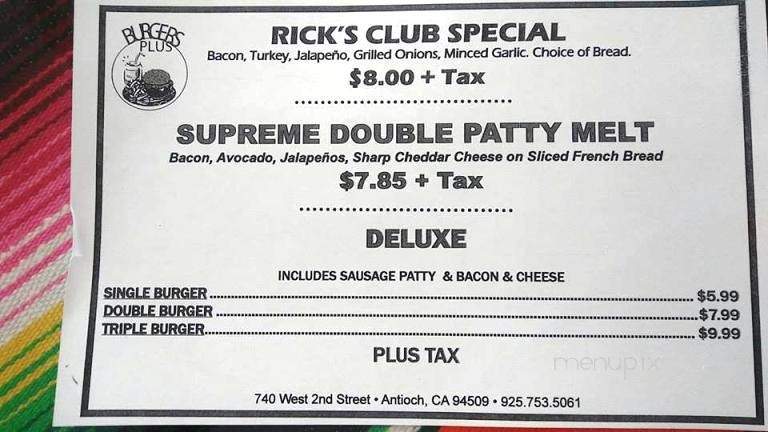 BURGERS
PLUS
RICK'S CLUB SPECIAL
Bacon, Turkey, Jalapeño, Grilled Onions, Minced Garlic. Choice of Bread.
$8.00 + Tax
SUPREME DOUBLE PATTY MELT
Bacon, Avocado, Jalapeños, Sharp Cheddar Cheese on Sliced French Bread
$7.85 + Tax
DELUXE
INCLUDES SAUSAGE PATTY & BACON & CHEESE
SINGLE BURGER $5.99
DOUBLE BURGER $7.99
TRIPLE BURGER $9.99
PLUS TAX
menupix
740 West 2nd Street • Antioch, CA 94509 • 925.753.5061